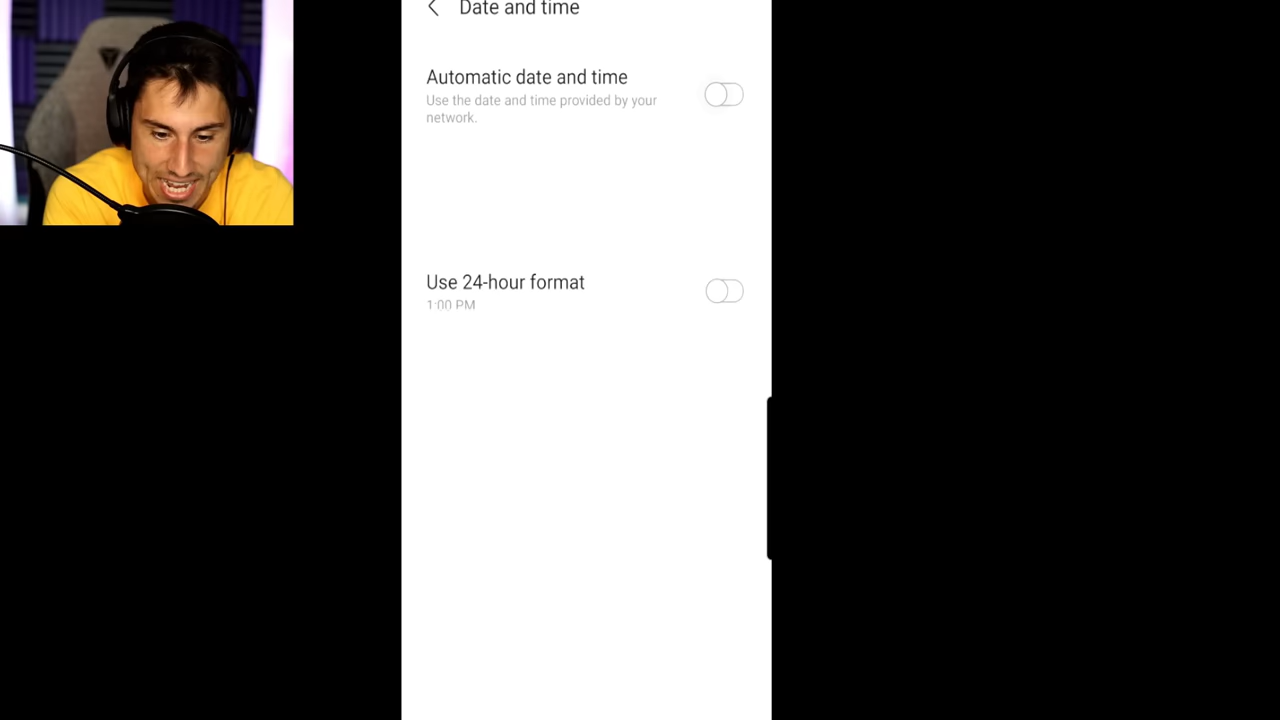 Date and time
Automatic date and time
Use the date and time provided by your
network.
Use 24-hour format
1:00 PM